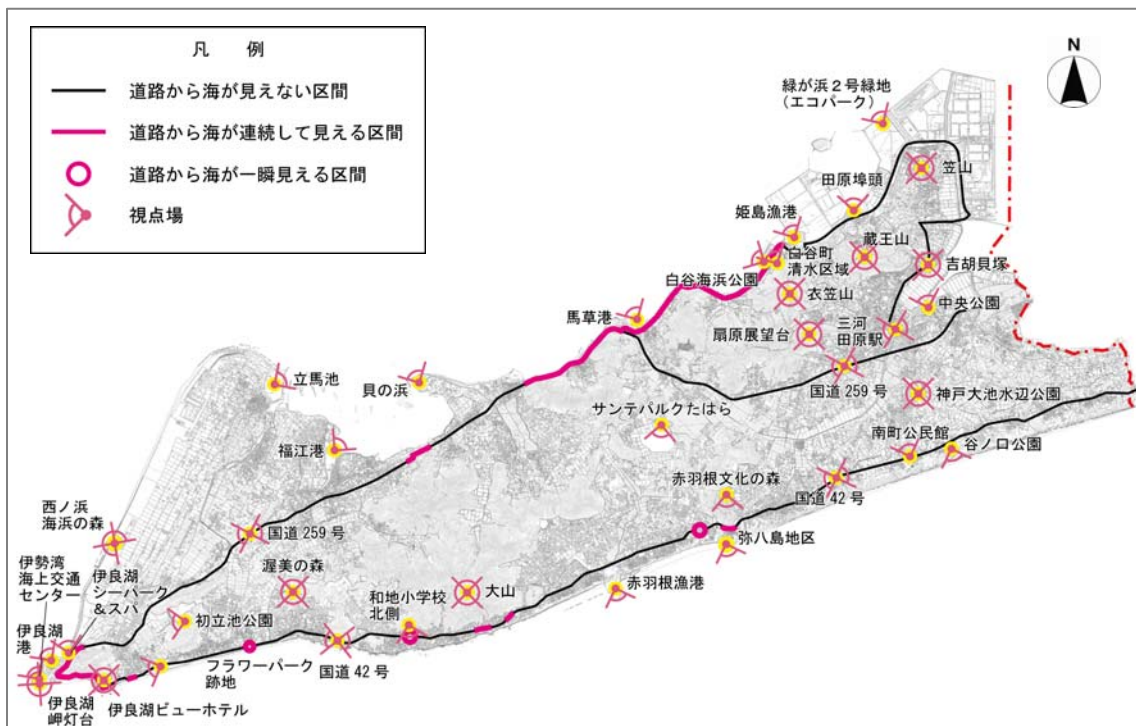 凡　例
道路から海が見えない区間
道路から海が連続して見える区間
道路から海が一瞬見える区間
視点場
N
緑が浜２号緑地
(エコパーク)
笠山
田原埠頭
姫島漁港
蔵王山
白谷町
清水区域
吉胡貝塚
白谷海浜公園
衣笠山
中央公園
馬草港
三河
田原駅
扇原展望台
国道 259 号
立馬池
貝の浜
神戸大池水辺公園
サンテパルクたはら
南町公民館
谷ノ口公園
福江港
赤羽根文化の森
国道 42 号
西ノ浜
海浜の森
国道 259 号
弥八島地区
伊勢湾
海上交通
センター
伊良湖
シーパーク
＆スパ
渥美の森
和地小学校
北側
大山
赤羽根漁港
初立池公園
伊良湖
港
フラワーパーク
跡地
国道 42 号
伊良湖
岬灯台
伊良湖ビューホテル